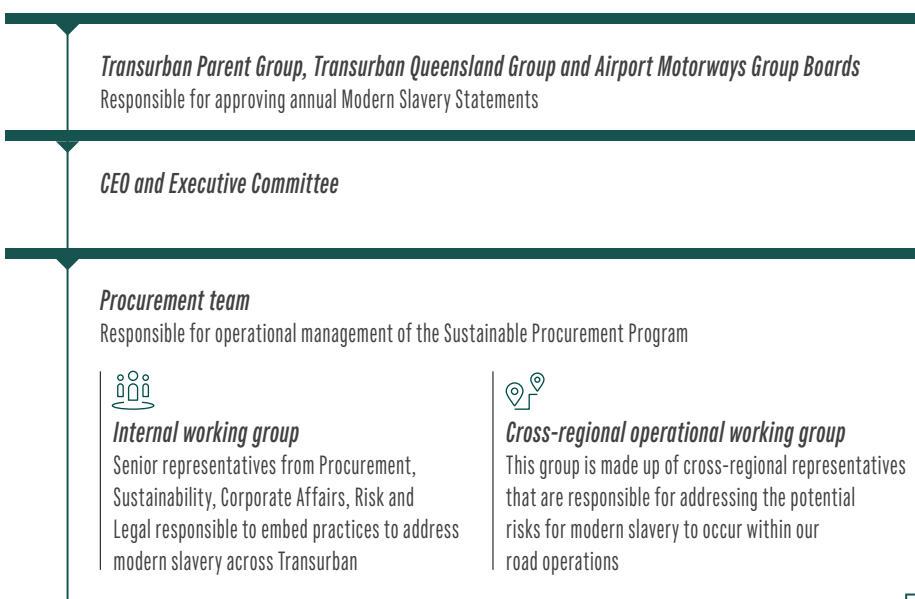 Transurban Parent Group, Transurban Queensland Group and Airport Motorways Group Boards
Responsible for approving annual Modern Slavery Statements
CEO and Executive Committee
Procurement team
Responsible for operational management of the Sustainable Procurement Program
Internal working group
Senior representatives from Procurement,
Sustainability, Corporate Affairs, Risk and
Legal responsible to embed practices to address
modern slavery across Transurban
Cross-regional operational working group
This group is made up of cross-regional representatives
that are responsible for addressing the potential
risks for modern slavery to occur within our
road operations